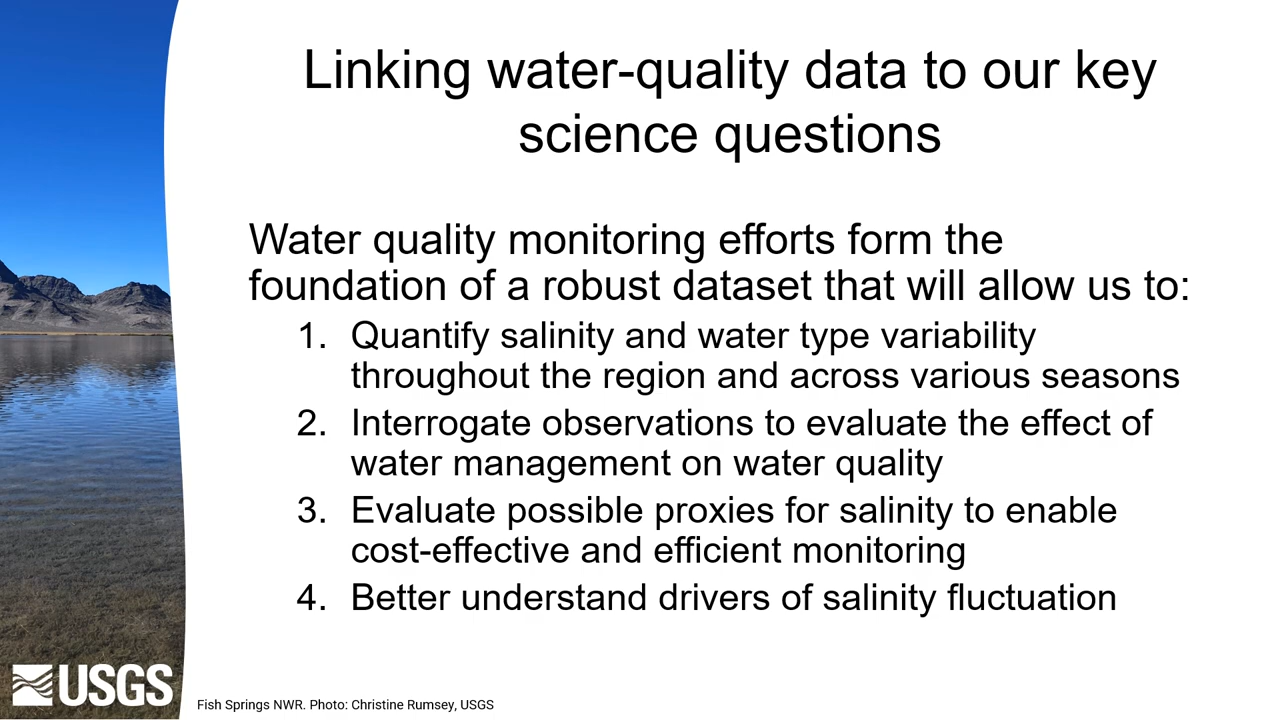 Linking water-quality data to our key
science questions
Water quality monitoring efforts form the
foundation of a robust dataset that will allow us to:
1. Quantify salinity and water type variability
throughout the region and across various seasons
2. Interrogate observations to evaluate the effect of
water management on water quality
3. Evaluate possible proxies for salinity to enable
cost-effective and efficient monitoring
4. Better understand drivers of salinity fluctuation
USGS
Fish Springs NWR. Photo: Christine Rumsey, USGS